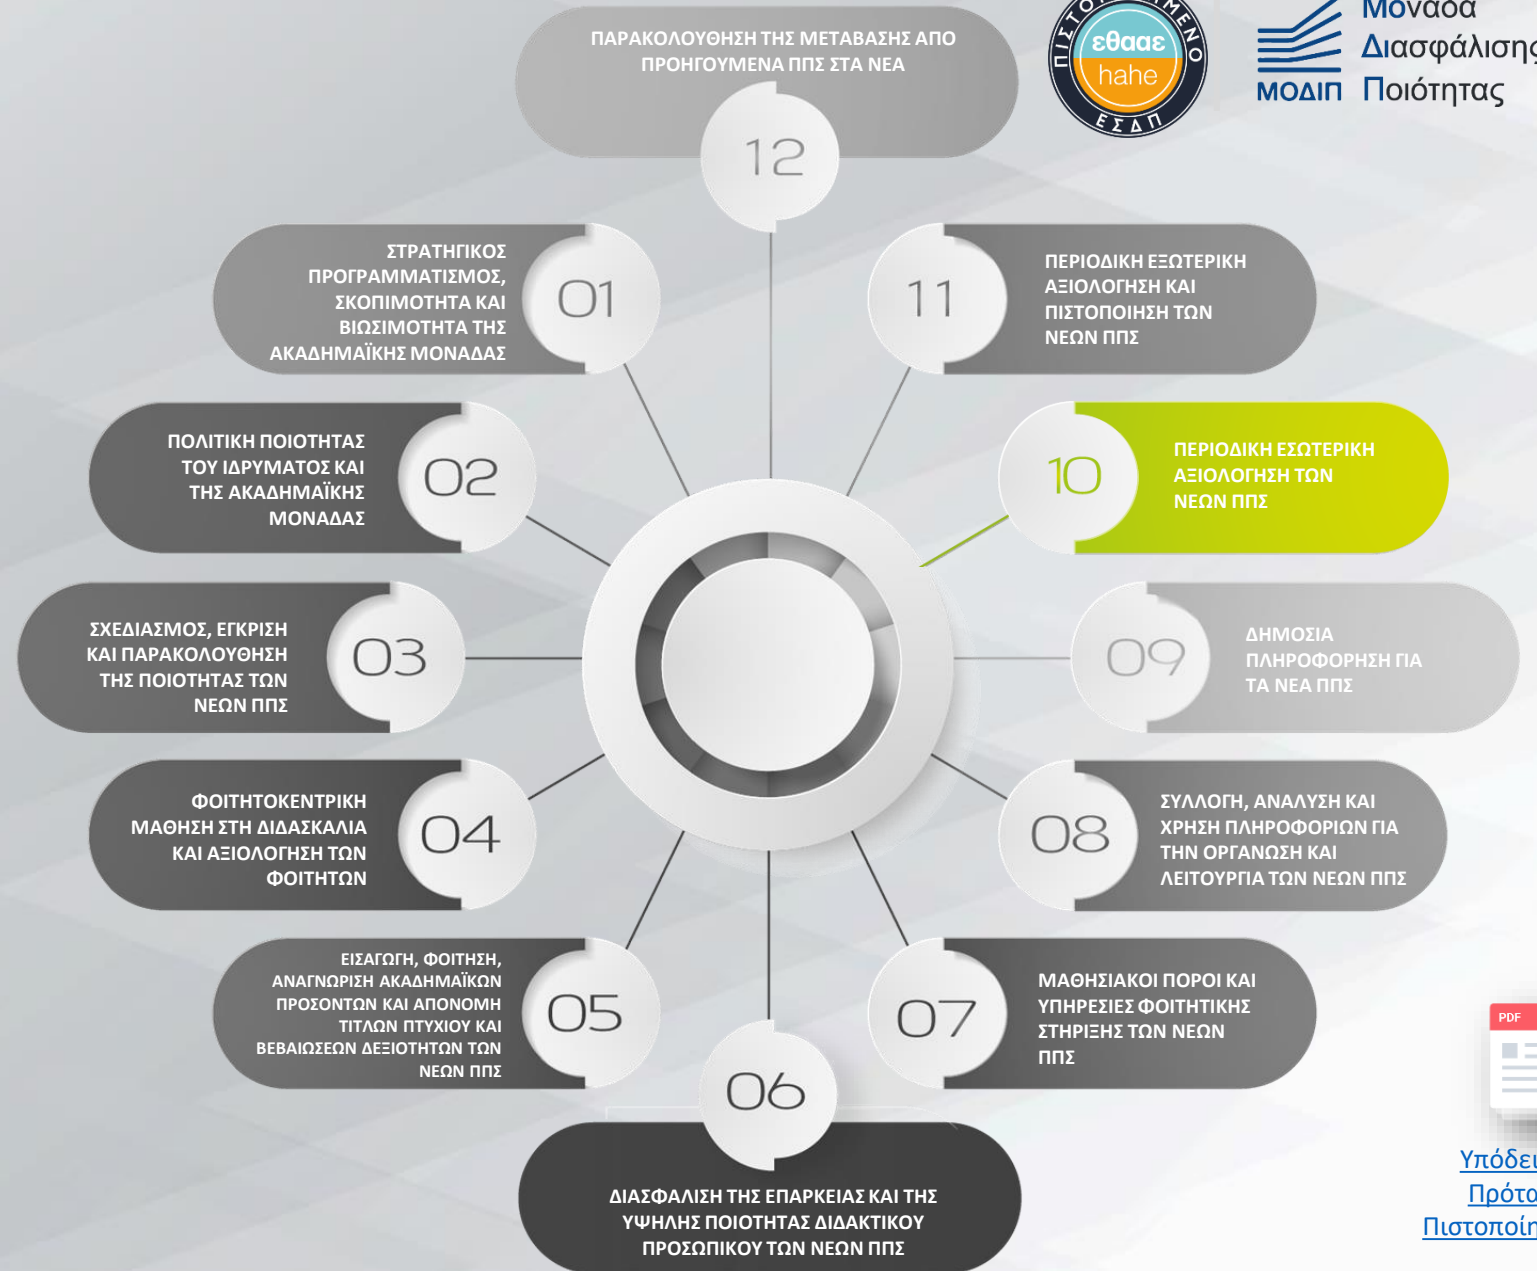 ΠΑΡΑΚΟΛΟΥΘΗΣΗ ΤΗΣ ΜΕΤΑΒΑΣΗΣ ΑΠΟ
ΠΡΟΗΓΟΥΜΕΝΑ ΠΠΣ ΣΤΑ ΝΕΑ
12
εθααε
hahe
ΕΣΔΠ
ΜΟΔΙΠ
Μονάδα
Διασφάλισης
Ποιότητας
ΣΤΡΑΤΗΓΙΚΟΣ
ΠΡΟΓΡΑΜΜΑΤΙΣΜΟΣ,
ΣΚΟΠΙΜΟΤΗΤΑ ΚΑΙ
ΒΙΩΣΙΜΟΤΗΤΑ ΤΗΣ
ΑΚΑΔΗΜΑΪΚΗΣ ΜΟΝΑΔΑΣ
01
11
ΠΕΡΙΟΔΙΚΗ ΕΞΩΤΕΡΙΚΗ
ΑΞΙΟΛΟΓΗΣΗ ΚΑΙ
ΠΙΣΤΟΠΟΙΗΣΗ ΤΩΝ
ΝΕΩΝ ΠΠΣ
ΠΟΛΙΤΙΚΗ ΠΟΙΟΤΗΤΑΣ
ΤΟΥ ΙΔΡΥΜΑΤΟΣ ΚΑΙ
ΤΗΣ ΑΚΑΔΗΜΑΪΚΗΣ
ΜΟΝΑΔΑΣ
02
10
ΠΕΡΙΟΔΙΚΗ ΕΣΩΤΕΡΙΚΗ
ΑΞΙΟΛΟΓΗΣΗ ΤΩΝ
ΝΕΩΝ ΠΠΣ
ΣΧΕΔΙΑΣΜΟΣ, ΕΓΚΡΙΣΗ
ΚΑΙ ΠΑΡΑΚΟΛΟΥΘΗΣΗ
ΤΗΣ ΠΟΙΟΤΗΤΑΣ ΤΩΝ
ΝΕΩΝ ΠΠΣ
03
09
ΔΗΜΟΣΙΑ
ΠΛΗΡΟΦΟΡΗΣΗ ΓΙΑ
ΤΑ ΝΕΑ ΠΠΣ
ΦΟΙΤΗΤΟΚΕΝΤΡΙΚΗ
ΜΑΘΗΣΗ ΣΤΗ ΔΙΔΑΣΚΑΛΙΑ
ΚΑΙ ΑΞΙΟΛΟΓΗΣΗ ΤΩΝ
ΦΟΙΤΗΤΩΝ
04
08
ΣΥΛΛΟΓΗ, ΑΝΑΛΥΣΗ ΚΑΙ
ΧΡΗΣΗ ΠΛΗΡΟΦΟΡΙΩΝ ΓΙΑ
ΤΗΝ ΟΡΓΑΝΩΣΗ ΚΑΙ
ΛΕΙΤΟΥΡΓΙΑ ΤΩΝ ΝΕΩΝ ΠΠΣ
ΕΙΣΑΓΩΓΗ, ΦΟΙΤΗΣΗ,
ΑΝΑΓΝΩΡΙΣΗ ΑΚΑΔΗΜΑΪΚΩΝ
ΠΡΟΣΟΝΤΩΝ ΚΑΙ ΑΠΟΝΟΜΗ
ΤΙΤΛΩΝ ΠΤΥΧΙΟΥ ΚΑΙ
ΒΕΒΑΙΩΣΕΩΝ ΔΕΞΙΟΤΗΤΩΝ ΤΩΝ
ΝΕΩΝ ΠΠΣ
05
07
ΜΑΘΗΣΙΑΚΟΙ ΠΟΡΟΙ ΚΑΙ
ΥΠΗΡΕΣΙΕΣ ΦΟΙΤΗΤΙΚΗΣ
ΣΤΗΡΙΞΗΣ ΤΩΝ ΝΕΩΝ
ΠΠΣ
06
ΔΙΑΣΦΑΛΙΣΗ ΤΗΣ ΕΠΑΡΚΕΙΑΣ ΚΑΙ ΤΗΣ
ΥΨΗΛΗΣ ΠΟΙΟΤΗΤΑΣ ΔΙΔΑΚΤΙΚΟΥ
ΠΡΟΣΩΠΙΚΟΥ ΤΩΝ ΝΕΩΝ ΠΠΣ
PDF